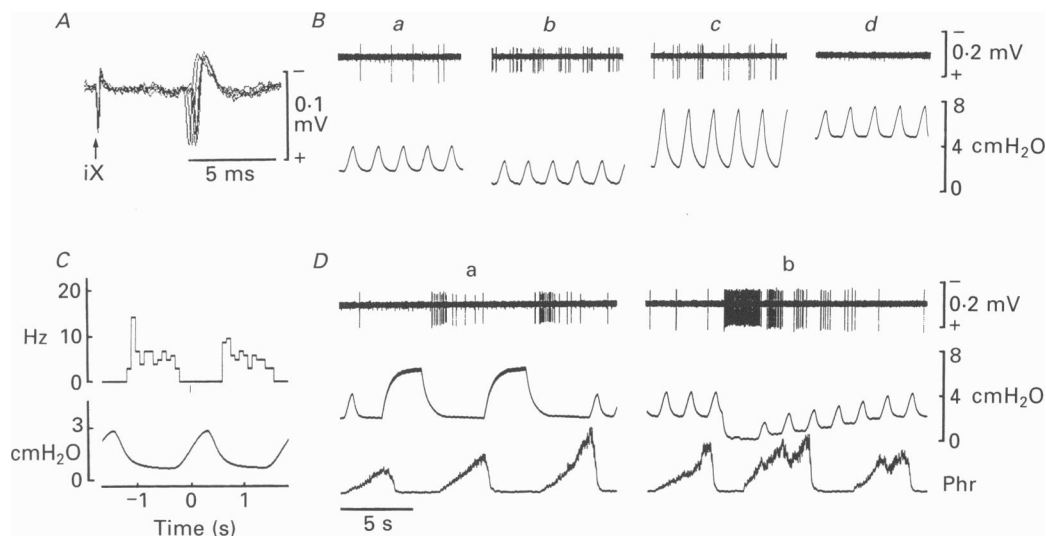 A
0·1
mV
−
+
iX
5 ms
B
a
b
c
d
−
0·2 mV
+
8
4 cmH2O
0
C
20
Hz 10
0
3
cmH2O
0
−1 0 1
Time (s)
D
a
b
−
0·2 mV
+
8
4 cmH2O
0
Phr
5 s